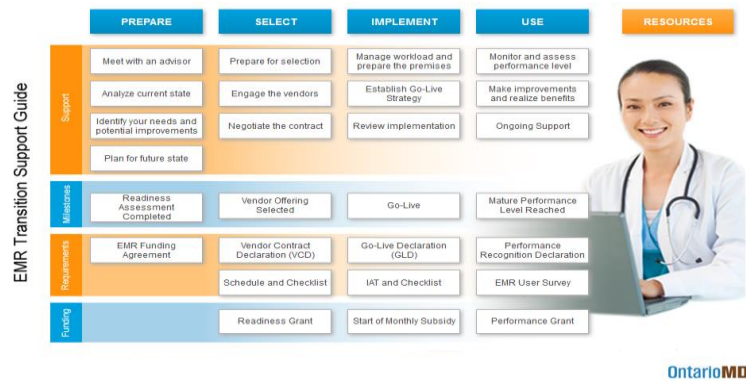 PREPARE
SELECT
IMPLEMENT
USE
RESOURCES
EMR Transition Support Guide
Support
Meet with an advisor
Prepare for selection
Manage workload and
prepare the premises
Monitor and assess
performance level
Analyze current state
Engage the vendors
Establish Go-Live
Strategy
Make improvements
and realize benefits
Identify your needs and
potential improvements
Negotiate the contract
Review implementation
Ongoing Support
Plan for future state
Milestones
Readiness
Assessment
Completed
Vendor Offering
Selected
Go-Live
Mature Performance
Level Reached
Requirements
EMR Funding
Agreement
Vendor Contract
Declaration (VCD)
Go-Live Declaration
(GLD)
Performance
Recognition Declaration
Schedule and Checklist
IAT and Checklist
EMR User Survey
Funding
Readiness Grant
Start of Monthly Subsidy
Performance Grant
OntarioMD